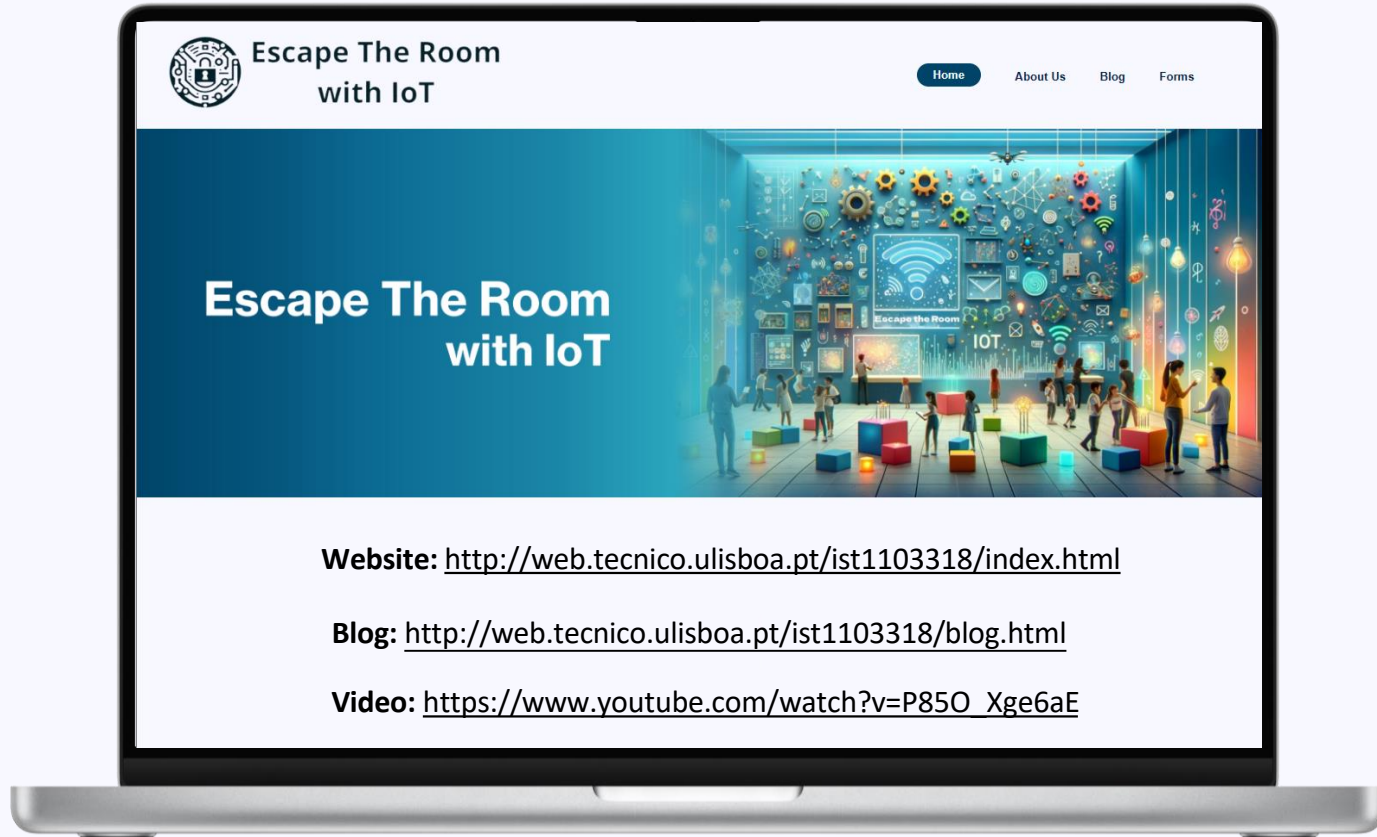 Escape The Room
with IoT
Home About Us Blog Forms
Escape The Room
with IoT
Escape the Room
IOT
Website: http://web.tecnico.ulisboa.pt/ist1103318/index.html
Blog: http://web.tecnico.ulisboa.pt/ist1103318/blog.html
Video: https://www.youtube.com/watch?v=P85O_Xge6aE